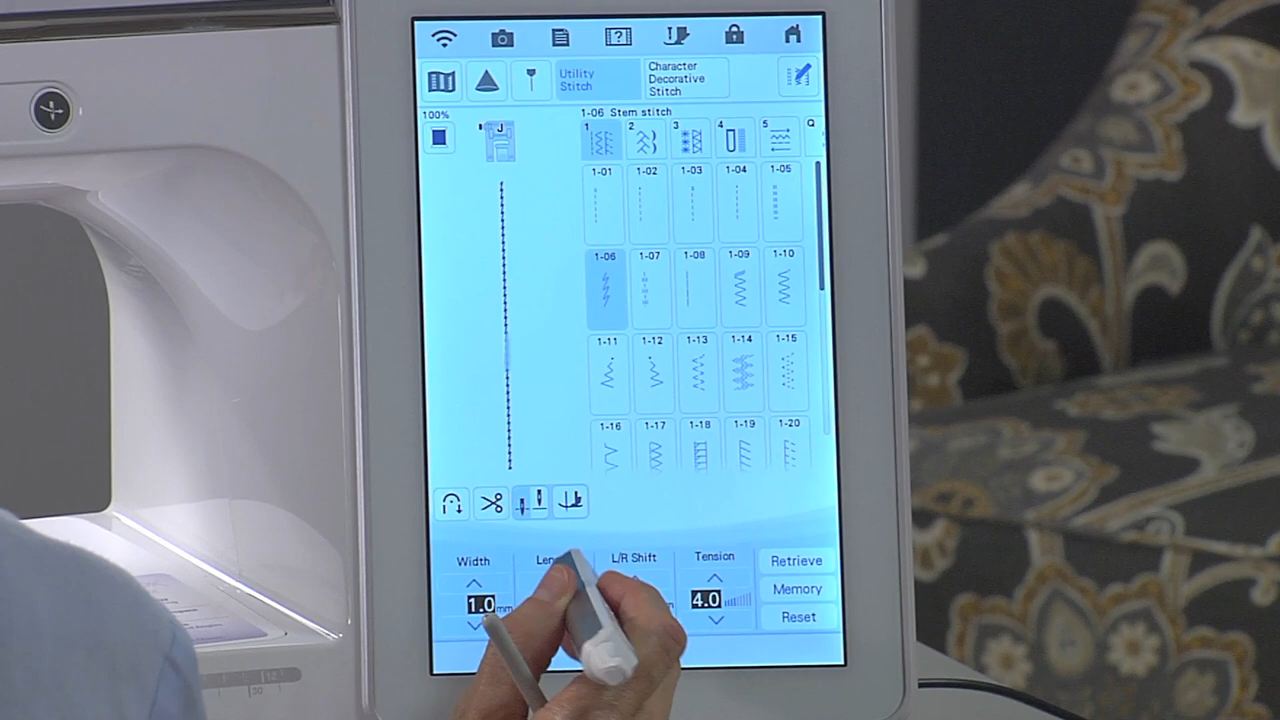 Utility
Stitch
Character
Decorative
Stitch
100%
1-06 Stem stitch
J
1 2 3 4 5 Q
1-01 1-02 1-03 1-04 1-05
1-06 1-07 1-08 1-09 1-10
1-11 1-12 1-13 1-14 1-15
1-16 1-17 1-18 1-19 1-20
Width L/R Shift Tension
1.0 mm 4.0
Retrieve
Memory
Reset